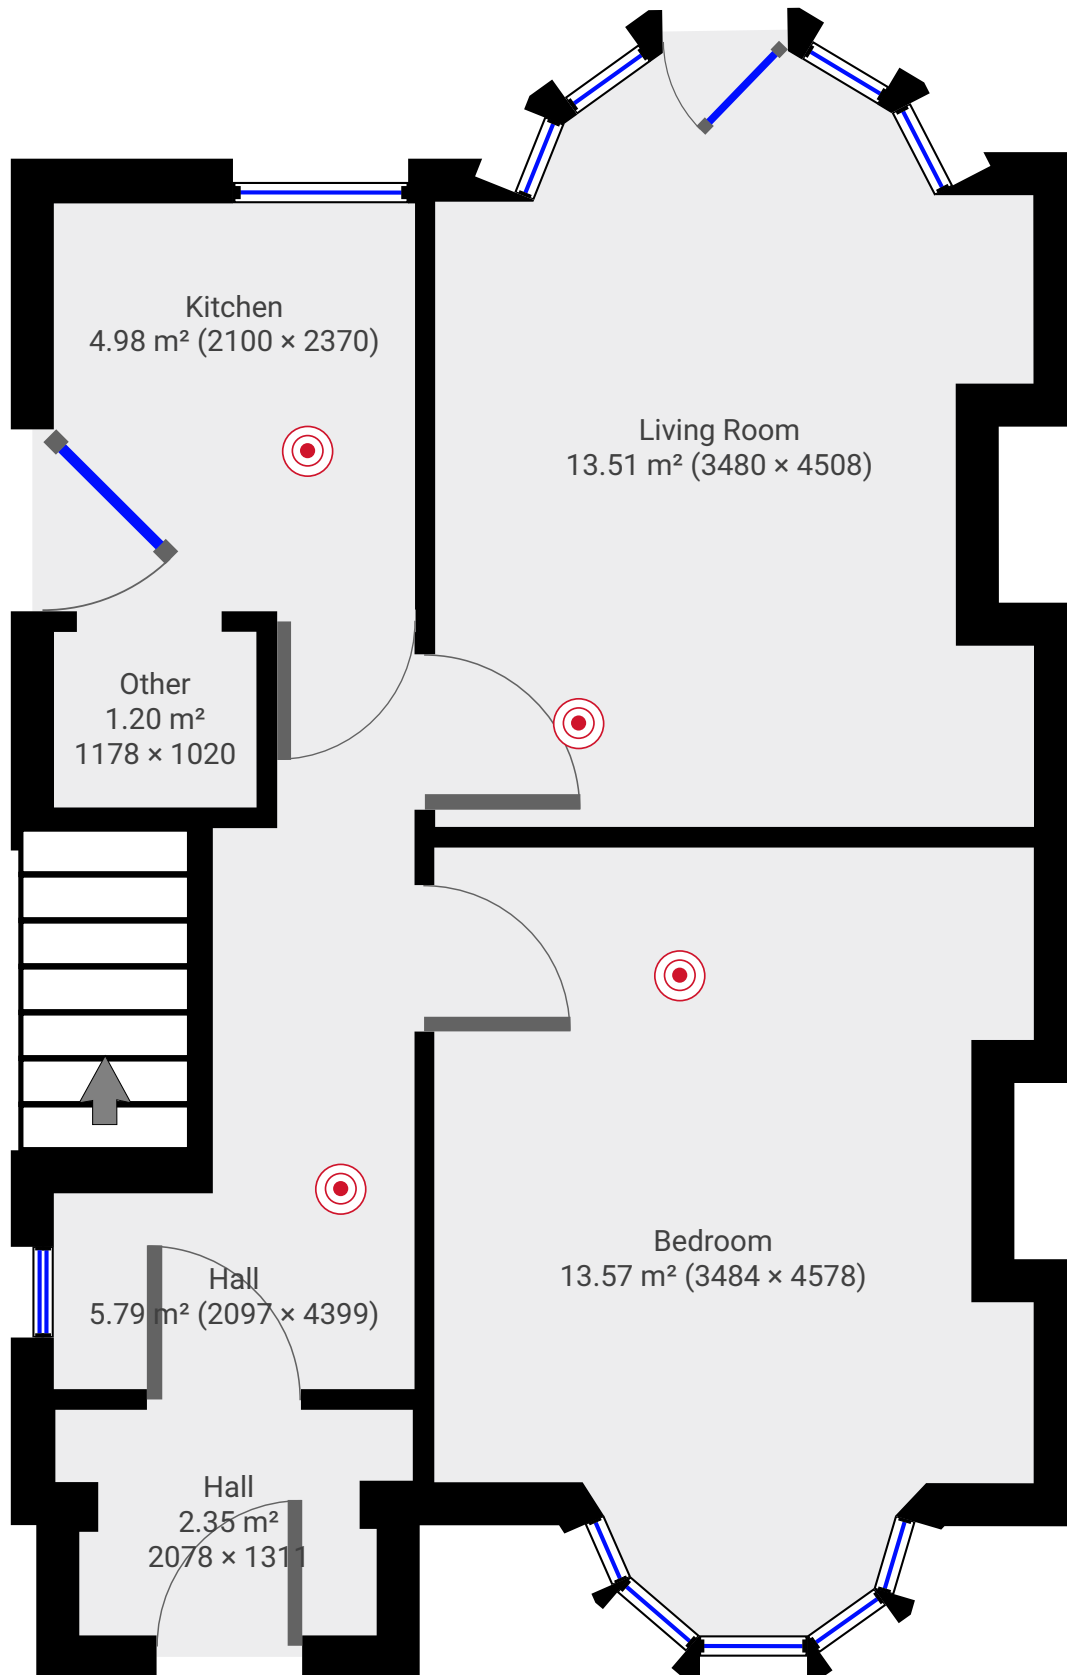 Kitchen
4.98 m² (2100 × 2370)
Living Room
13.51 m² (3480 × 4508)
Other
1.20 m²
1178 × 1020
Bedroom
13.57 m² (3484 × 4578)
Hall
5.79 m² (2097 × 4399)
Hall
2.35 m²
2078 × 1311